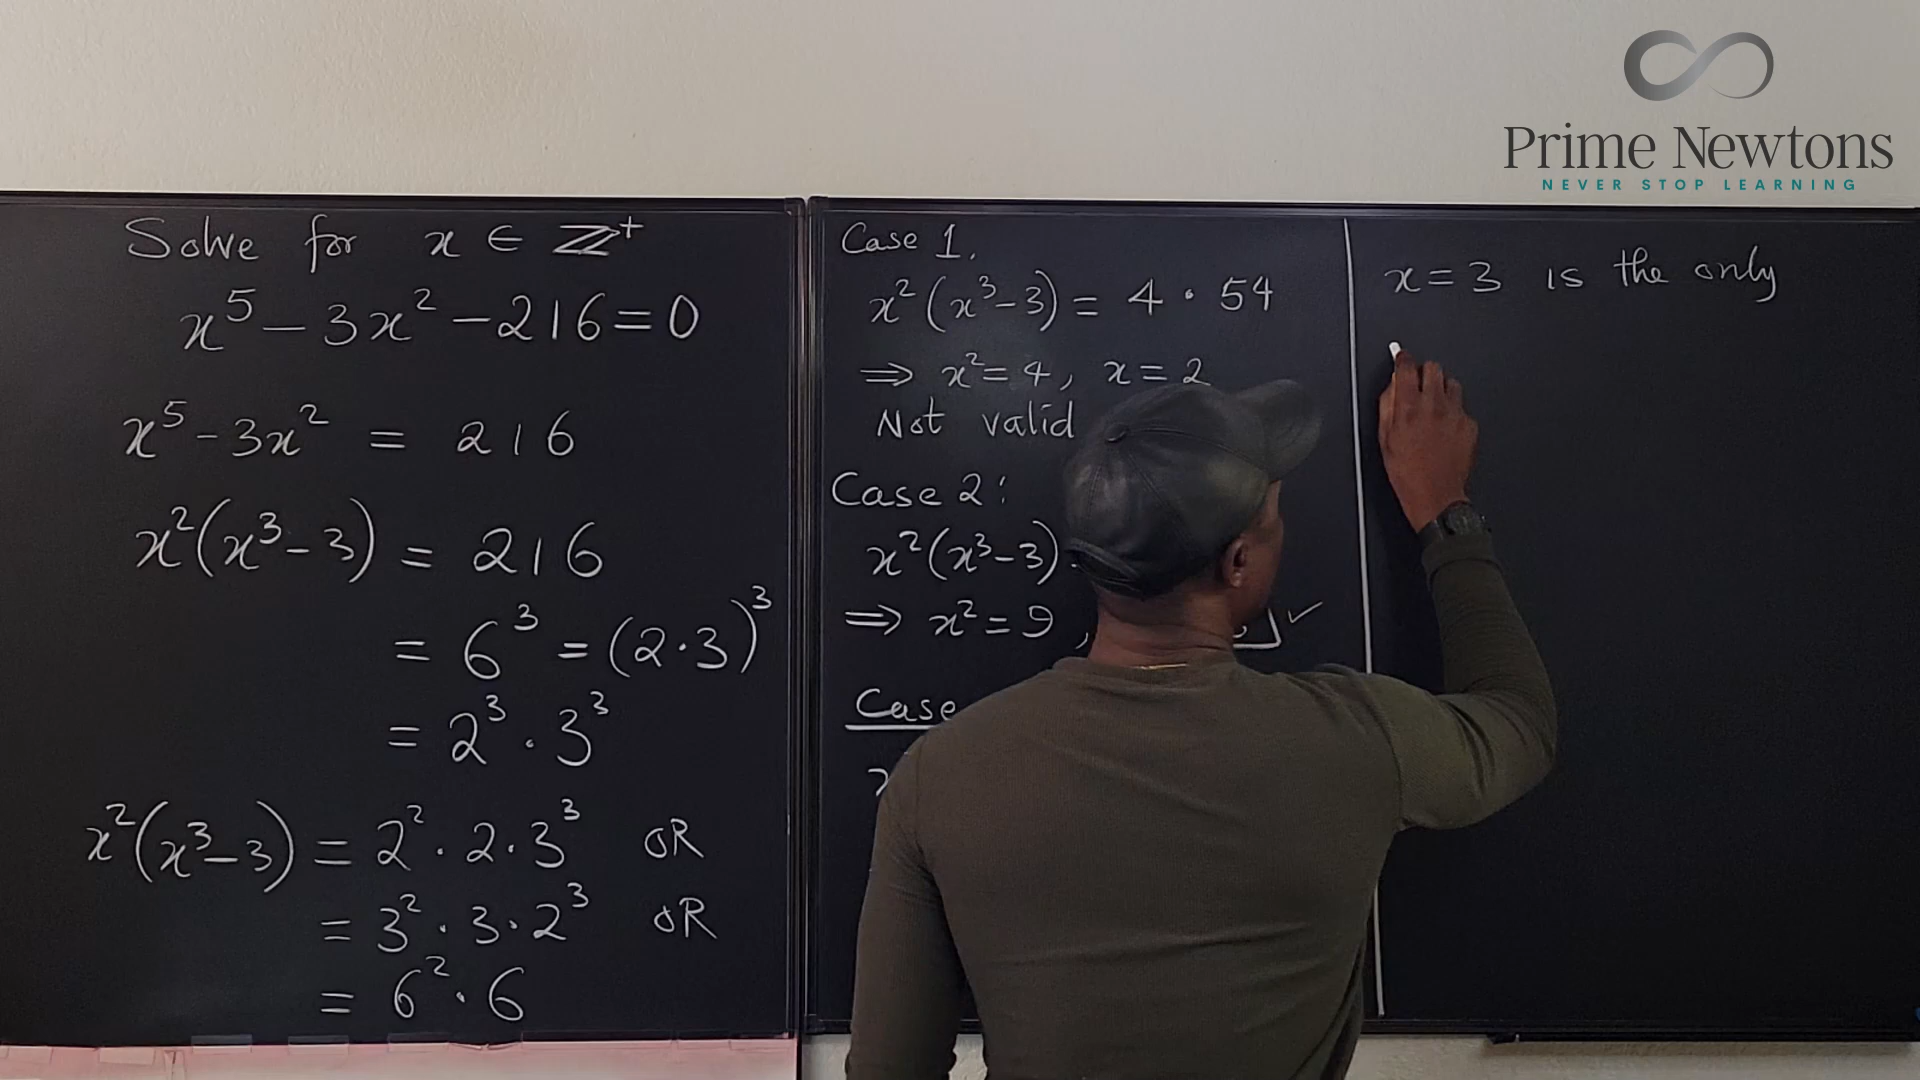 Prime Newtons
NEVER STOP LEARNING
Solve for x ∈ ℤ⁺
x⁵ - 3x² - 216 = 0
x⁵ - 3x² = 216
x²(x³ - 3) = 216
= 6³ = (2·3)³
= 2³ · 3³
x²(x³ - 3) = 2² · 2 · 3³ OR
= 3² · 3 · 2³ OR
= 6² · 6
Case 1.
x²(x³ - 3) = 4 · 54
⇒ x² = 4, x = 2
Not valid
Case 2:
x²(x³ - 3)
⇒ x² = 9, ✓
Case
x = 3 is the only